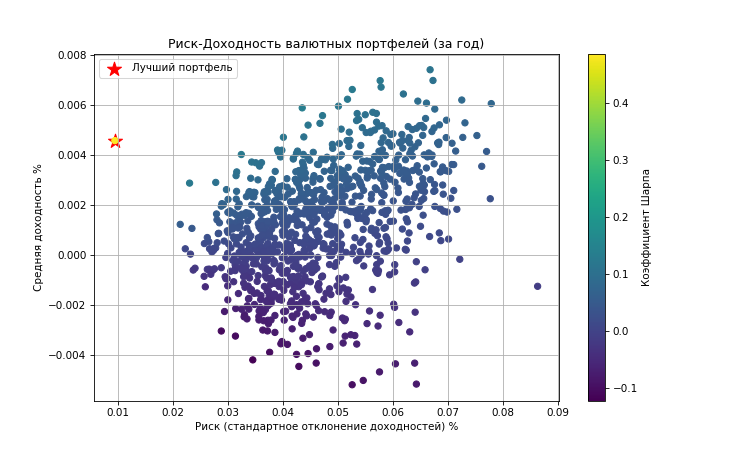 Риск-Доходность валютных портфелей (за год)
Лучший портфель
Средняя доходность %
0.008
0.006
0.004
0.002
0.000
−0.002
−0.004
0.01 0.02 0.03 0.04 0.05 0.06 0.07 0.08 0.09
Риск (стандартное отклонение доходностей) %
0.4
0.3
0.2
0.1
0.0
−0.1
Коэффициент Шарпа